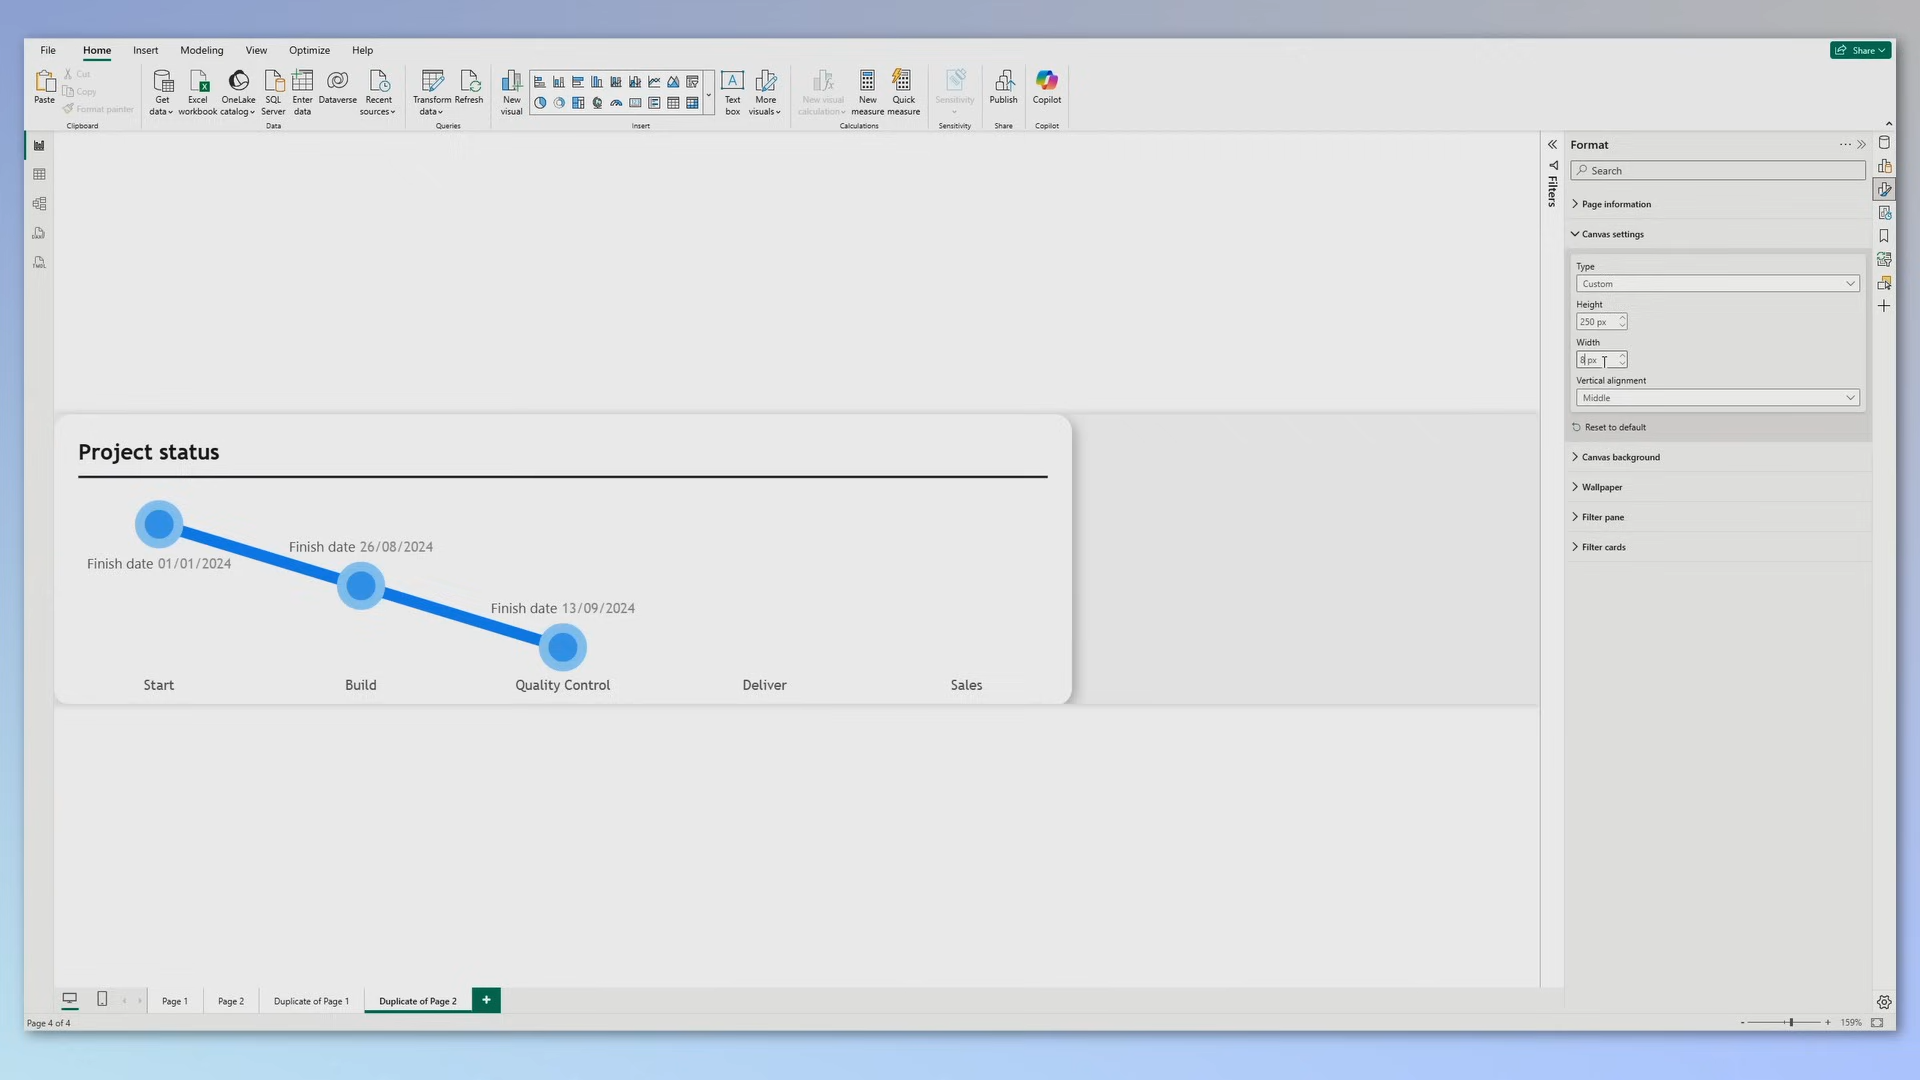 File Home Insert Modeling View Optimize Help Share
Paste Cut
Copy
Format painter
Clipboard
Get data
Excel workbook
OneLake catalog
SQL Server
Enter data
Dataverse
Recent sources
Data
Transform data
Refresh
Queries
New visual
Text box
More visuals
Insert
New visual calculation
New measure
Quick measure
Calculations
Sensitivity
Sensitivity
Publish
Share
Copilot
Copilot
Filters
Format
Search
Page information
Canvas settings
Type
Custom
Height
250 px
Width
8 px
Vertical alignment
Middle
Reset to default
Canvas background
Wallpaper
Filter pane
Filter cards
Project status
Finish date 01/01/2024
Finish date 26/08/2024
Finish date 13/09/2024
Start Build Quality Control Deliver Sales
Page 1 Page 2 Duplicate of Page 1 Duplicate of Page 2 +
Page 4 of 4
- + 159%